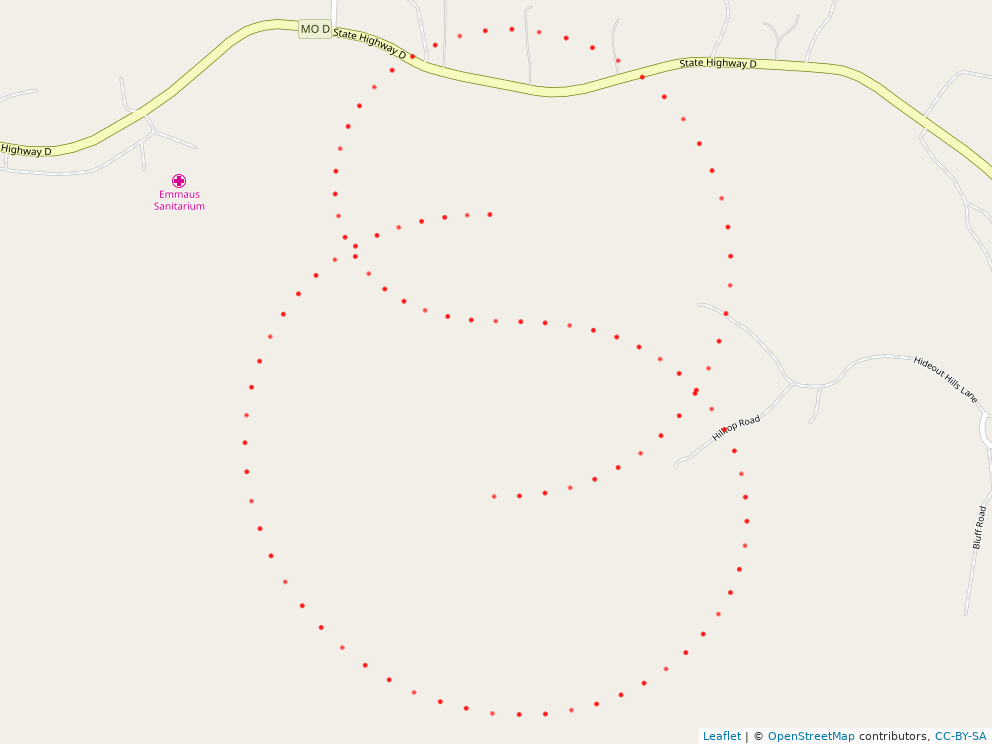 MO D
State Highway D
State Highway D
Highway D
Emmaus
Sanitarium
Hideout Hills Lane
Hilltop Road
Bluff Road
Leaflet | © OpenStreetMap contributors, CC-BY-SA